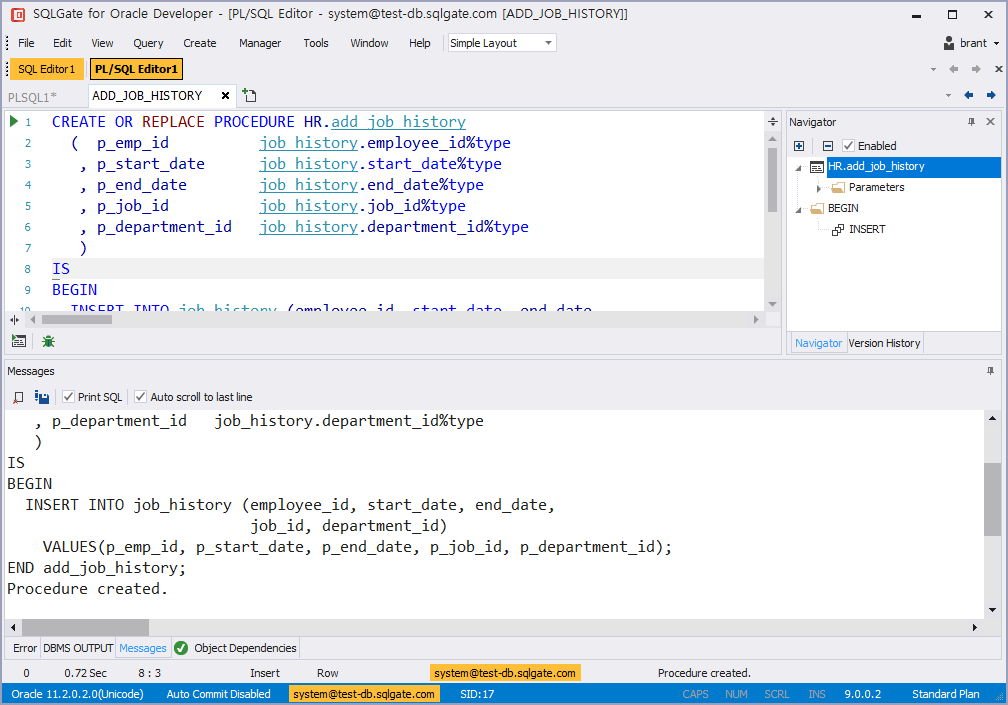 SQLGate for Oracle Developer - [PL/SQL Editor - system@test-db.sqlgate.com [ADD_JOB_HISTORY]]
File Edit View Query Create Manager Tools Window Help Simple Layout brant
SQL Editor1 PL/SQL Editor1
PLSQL1* ADD_JOB_HISTORY
1 CREATE OR REPLACE PROCEDURE HR.add_job_history
2 ( p_emp_id job_history.employee_id%type
3 , p_start_date job_history.start_date%type
4 , p_end_date job_history.end_date%type
5 , p_job_id job_history.job_id%type
6 , p_department_id job_history.department_id%type
7 )
8 IS
9 BEGIN
10 INSERT INTO job_history (employee_id, start_date, end_date,
Navigator
Enabled
HR.add_job_history
Parameters
BEGIN
INSERT
Navigator Version History
Messages
Print SQL Auto scroll to last line
, p_department_id job_history.department_id%type
)
IS
BEGIN
INSERT INTO job_history (employee_id, start_date, end_date,
job_id, department_id)
VALUES(p_emp_id, p_start_date, p_end_date, p_job_id, p_department_id);
END add_job_history;
Procedure created.
Error DBMS OUTPUT Messages Object Dependencies
0 0.72 Sec 8 : 3 Insert Row system@test-db.sqlgate.com Procedure created.
Oracle 11.2.0.2.0(Unicode) Auto Commit Disabled system@test-db.sqlgate.com SID:17 CAPS NUM SCRL INS 9.0.0.2 Standard Plan